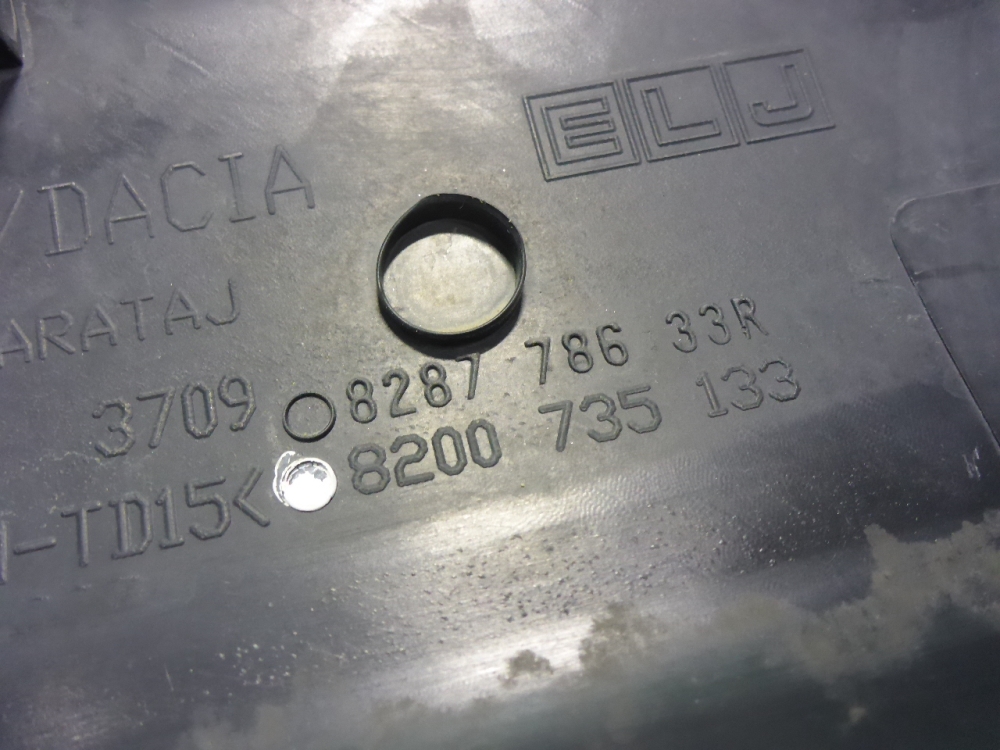 ELJ
/DACIA
ARATAJ
3709 8287 786 33R
-TD15< 8200 735 133